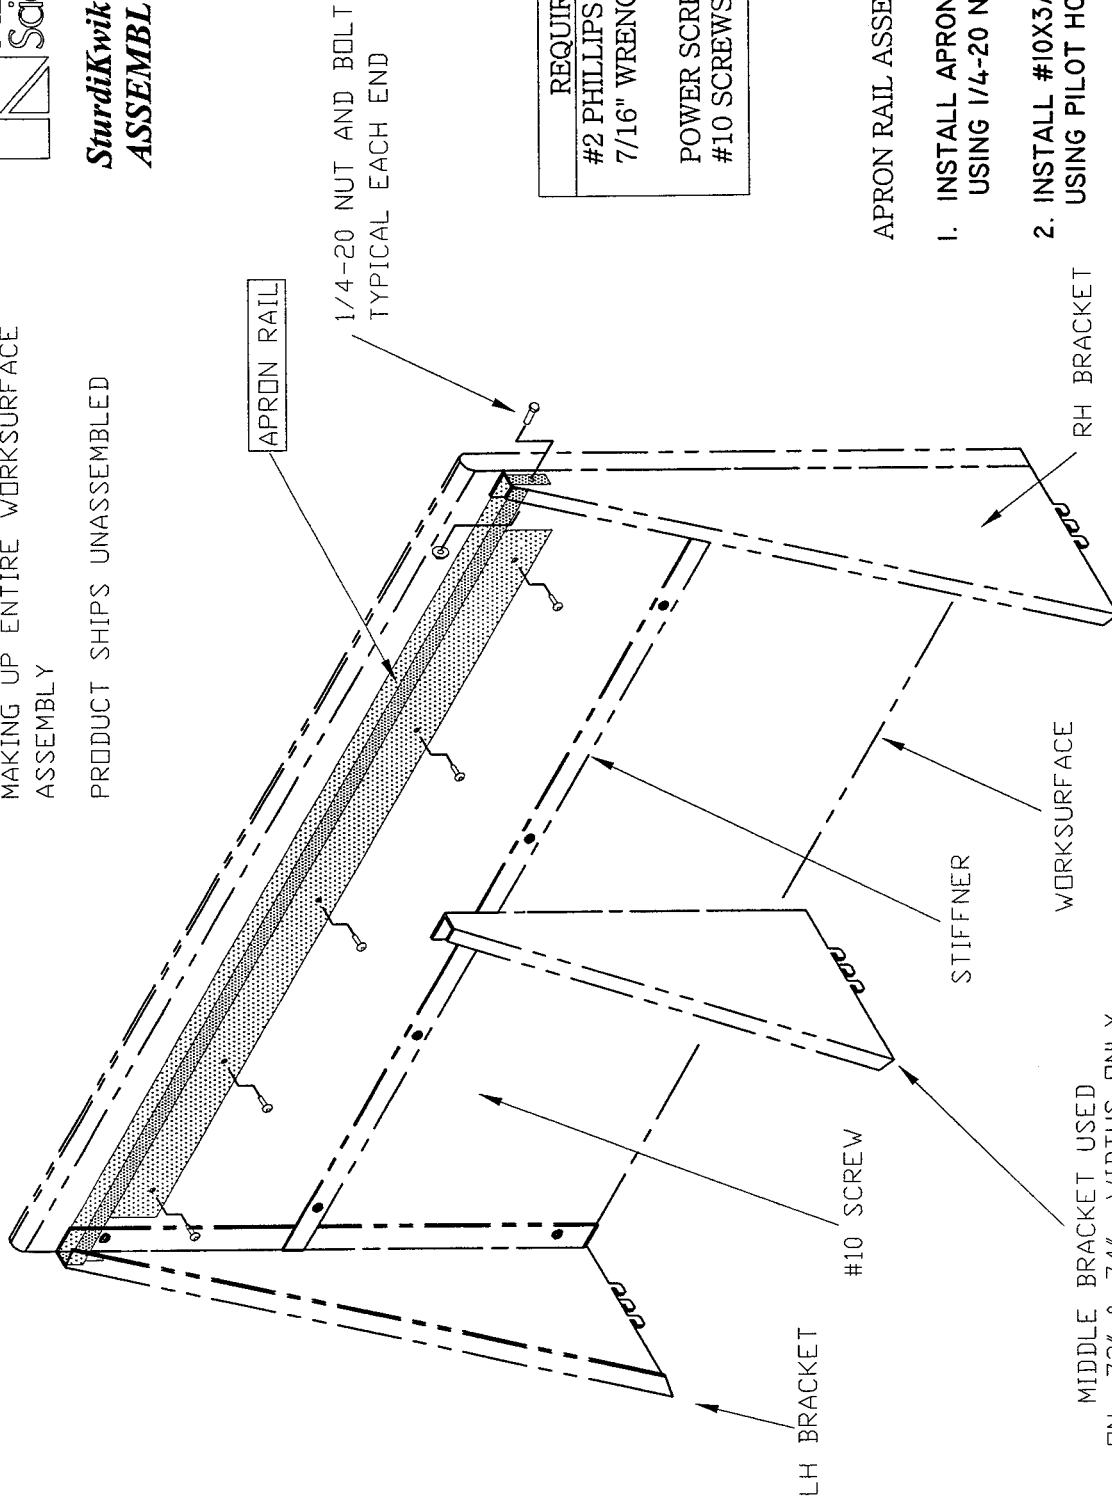 MAKING UP ENTIRE WORKSURFACE
ASSEMBLY
PRODUCT SHIPS UNASSEMBLED
SturdiKwik
ASSEMBL
APRON RAIL
1/4-20 NUT AND BOLT
TYPICAL EACH END
REQUIR
#2 PHILLIPS
7/16" WRENC
POWER SCRE
#10 SCREWS
APRON RAIL ASSE
1. INSTALL APRON
USING 1/4-20 N
2. INSTALL #10X3/
USING PILOT HO
RH BRACKET
WORKSURFACE
STIFFNER
#10 SCREW
MIDDLE BRACKET USED
LH BRACKET